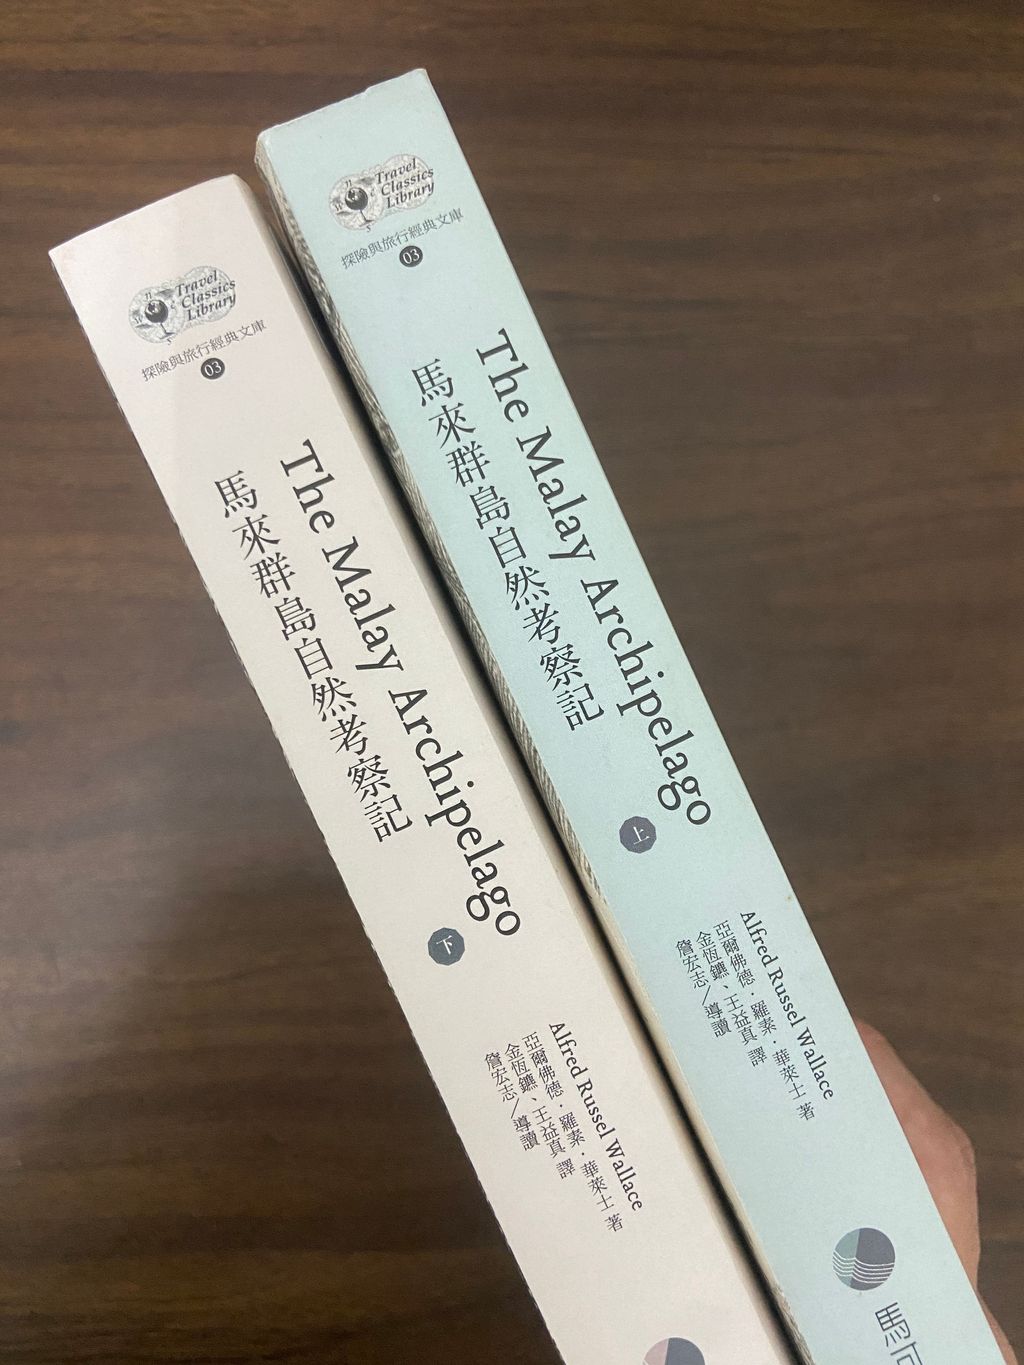 n
w e
s
Travel
Classics
Library
探險與旅行經典文庫
03
The Malay Archipelago
馬來群島自然考察記
下
Alfred Russel Wallace
亞爾佛德．羅素．華萊士 著
金恆鑣、王益真 譯
詹宏志／導讀
n
w e
s
Travel
Classics
Library
探險與旅行經典文庫
03
The Malay Archipelago
馬來群島自然考察記
上
Alfred Russel Wallace
亞爾佛德．羅素．華萊士 著
金恆鑣、王益真 譯
詹宏志／導讀
馬可